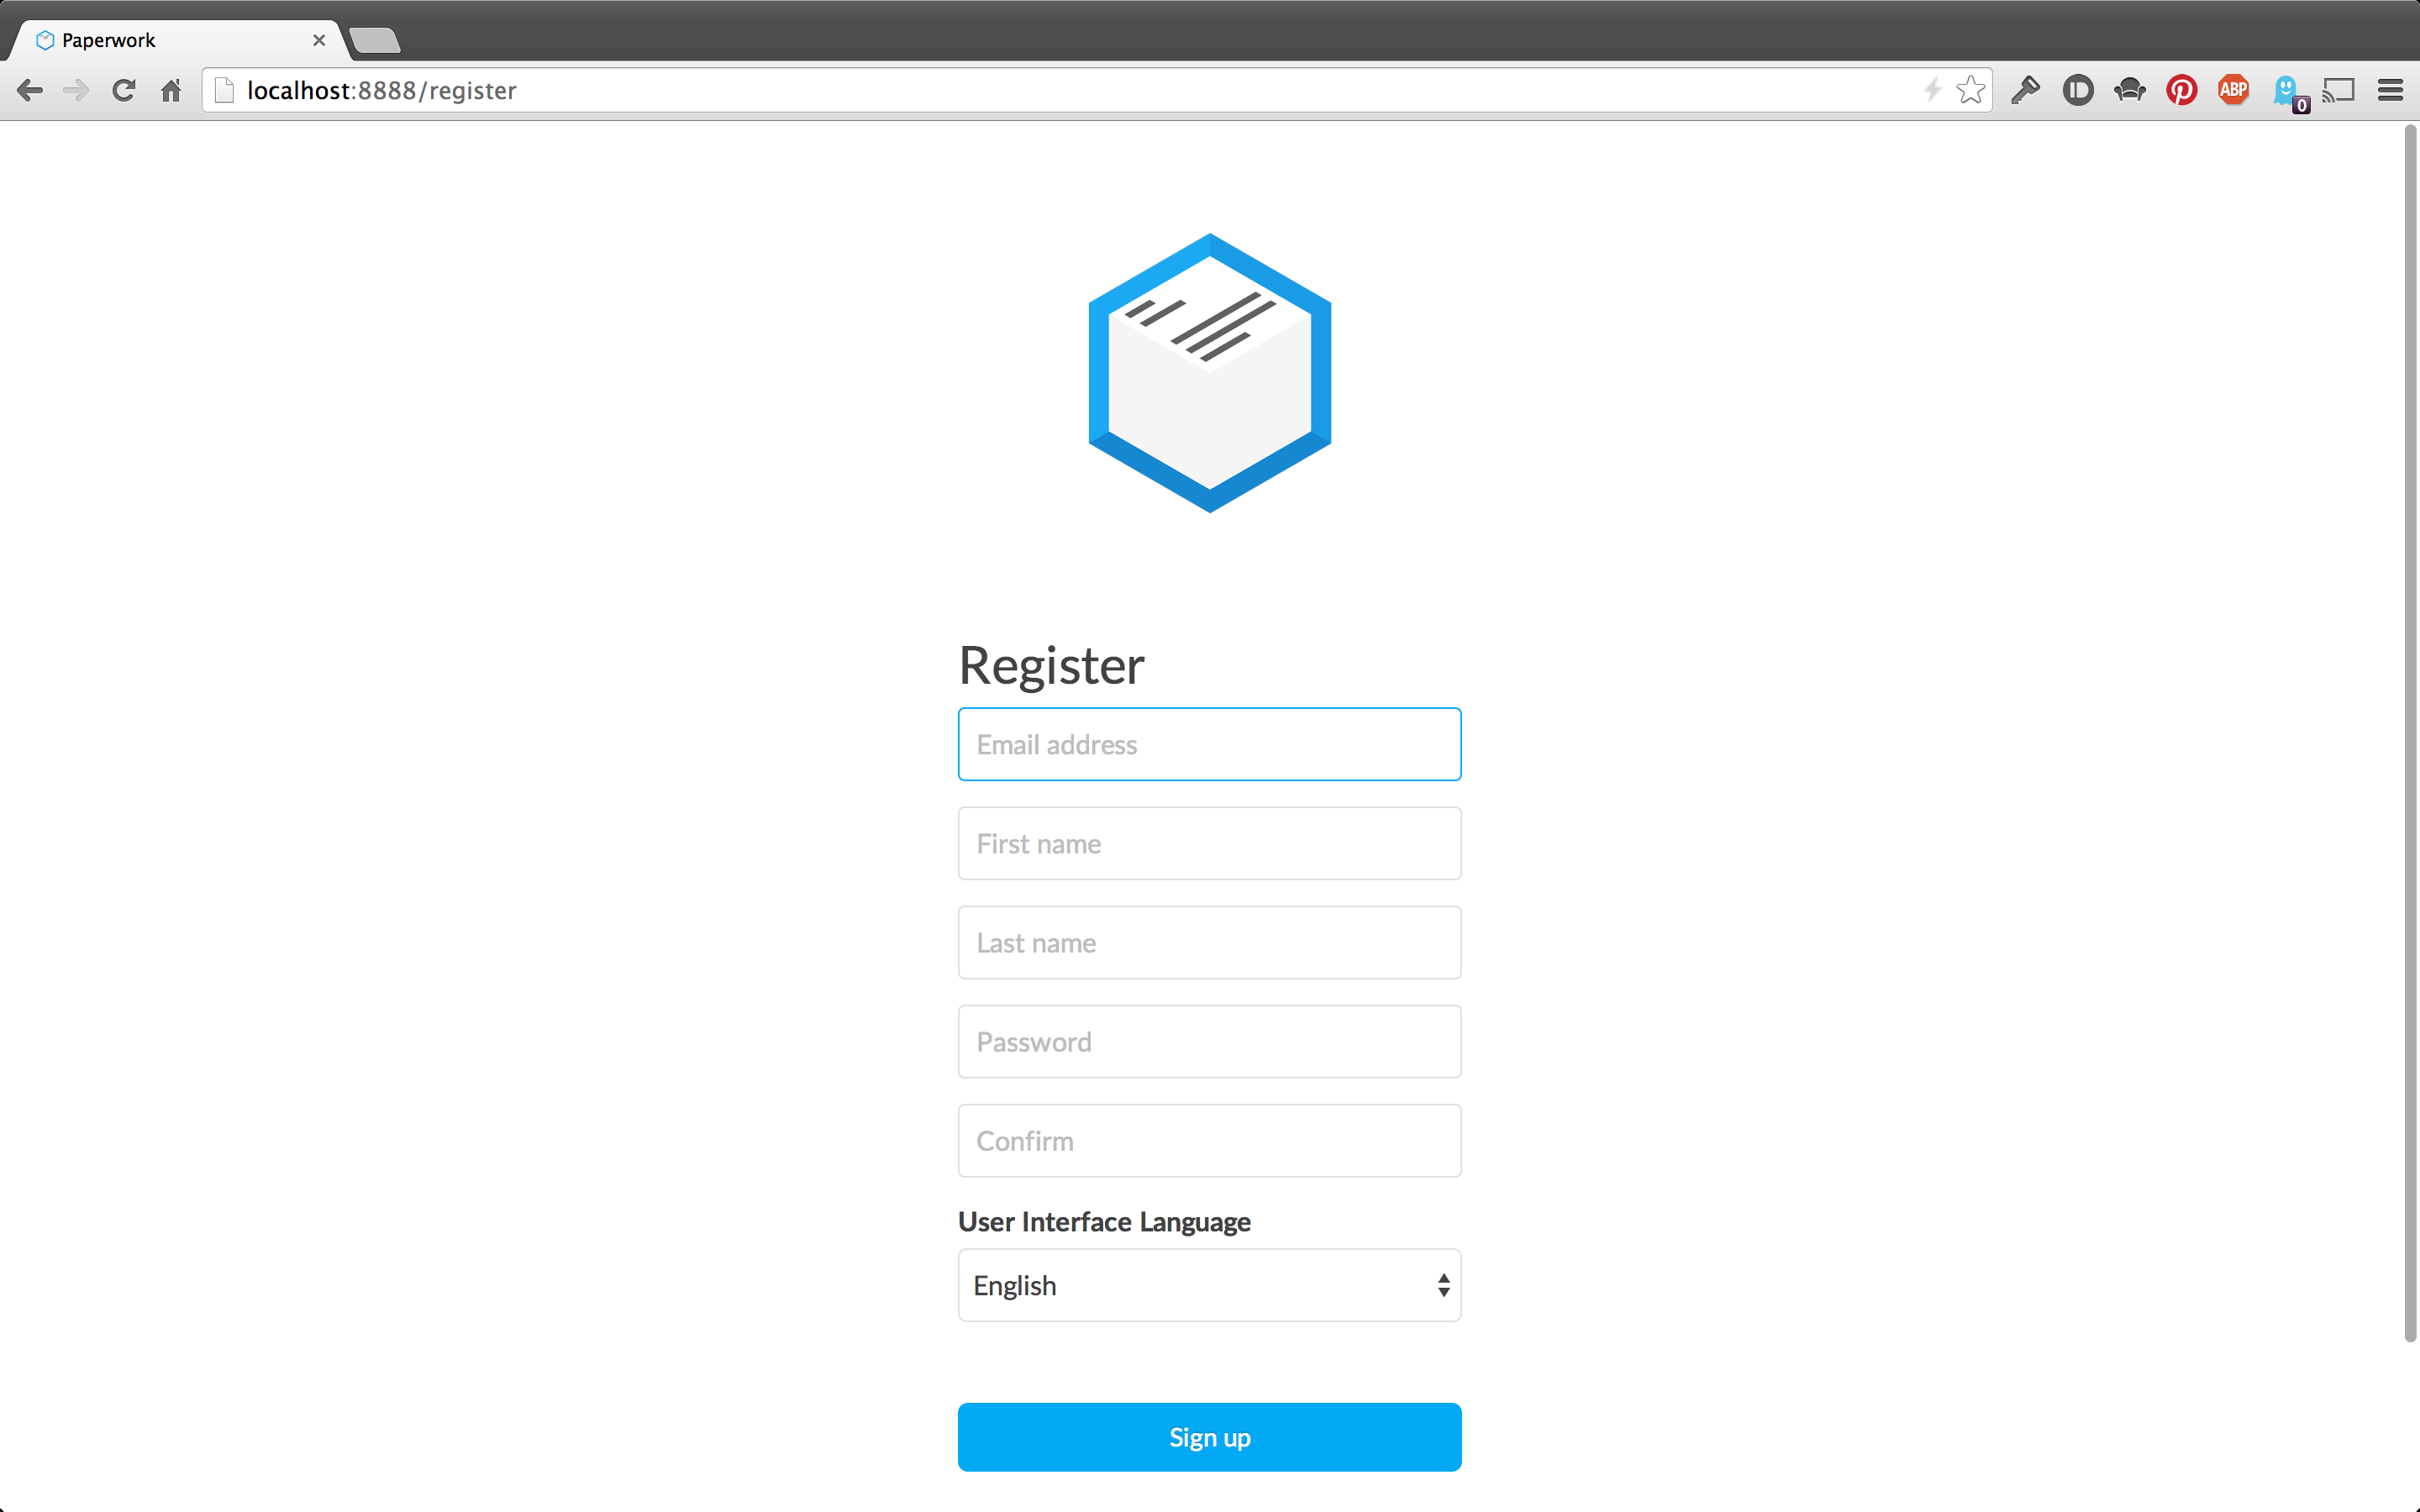 Paperwork
localhost:8888/register
ABP
0
Register
Email address
First name
Last name
Password
Confirm
User Interface Language
English
Sign up